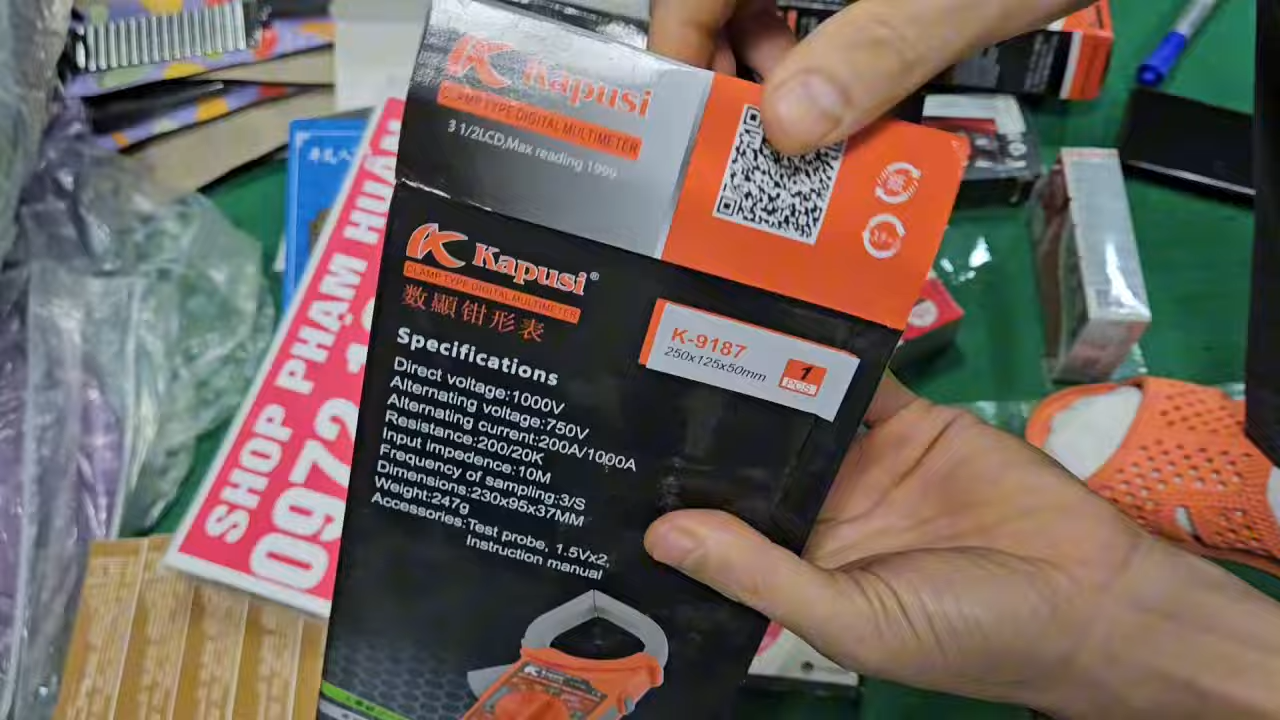 Kapusi
CLAMP TYPE DIGITAL MULTIMETER
3 1/2LCD,Max reading 1999
Kapusi®
CLAMP TYPE DIGITAL MULTIMETER
数顯钳形表
Specifications
Direct voltage:1000V
Alternating voltage:750V
Alternating current:200A/1000A
Resistance:200/20K
Input impedence:10M
Frequency of sampling:3/S
Dimensions:230x95x37MM
Weight:247g
Accessories:Test probe, 1.5Vx2,
Instruction manual
K-9187
250x125x50mm
1
PCS
SHOP PHẠM HUÂN
0972